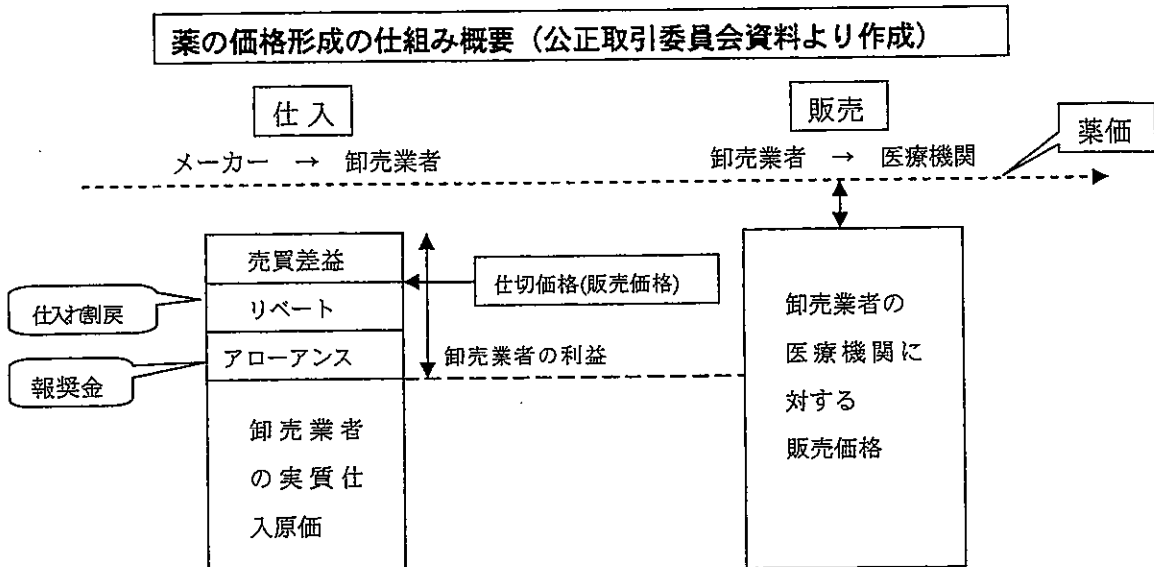 薬の価格形成の仕組み概要（公正取引委員会資料より作成）
仕入
販売
薬価
メーカー → 卸売業者
卸売業者 → 医療機関
売買差益
仕切価格(販売価格)
仕入れ割戻
リベート
報奨金
アローアンス
卸売業者の利益
卸売業者
の実質仕
入原価
卸売業者の
医療機関に
対する
販売価格